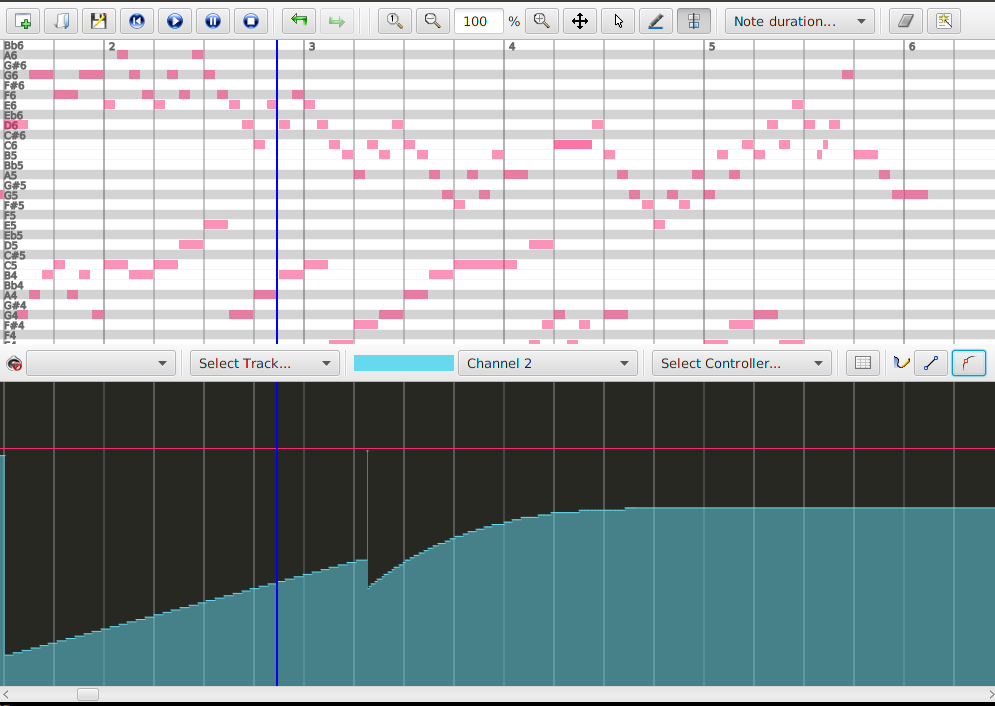 100 %
Note duration...
2 3 4 5 6
Bb6
A6
G#6
G6
F#6
F6
E6
Eb6
D6
C#6
C6
B5
Bb5
A5
G#5
G5
F#5
F5
E5
Eb5
D5
C#5
C5
B4
Bb4
A4
G#4
G4
F#4
F4
Select Track...
Channel 2
Select Controller...